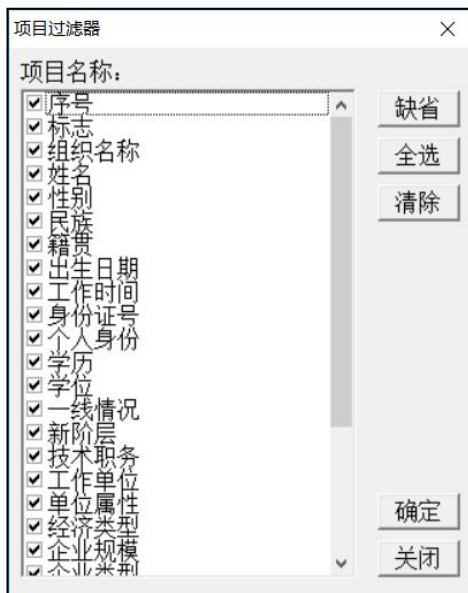 项目过滤器
项目名称：
序号
标志
组织名称
姓名
性别
民族
籍贯
出生日期
工作时间
身份证号
个人身份
学历
学位
一线情况
新阶层
技术职务
工作单位
单位属性
经济类型
企业规模
企业类型
缺省
全选
清除
确定
关闭